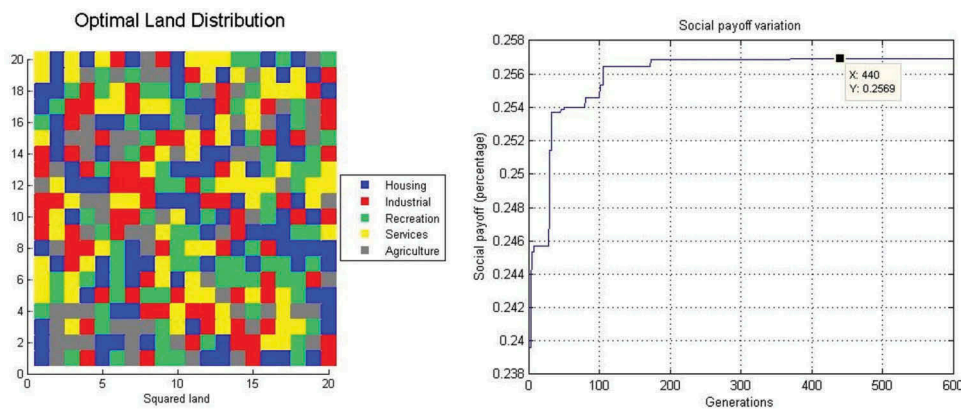 Optimal Land Distribution
20
18
16
14
12
10
8
6
4
2
0
0 5 10 15 20
Squared land
Housing
Industrial
Recreation
Services
Agriculture
Social payoff variation
0.258
0.256
0.254
0.252
0.25
0.248
0.246
0.244
0.242
0.24
0.238
Social payoff (percentage)
X: 440
Y: 0.2569
0 100 200 300 400 500 600
Generations